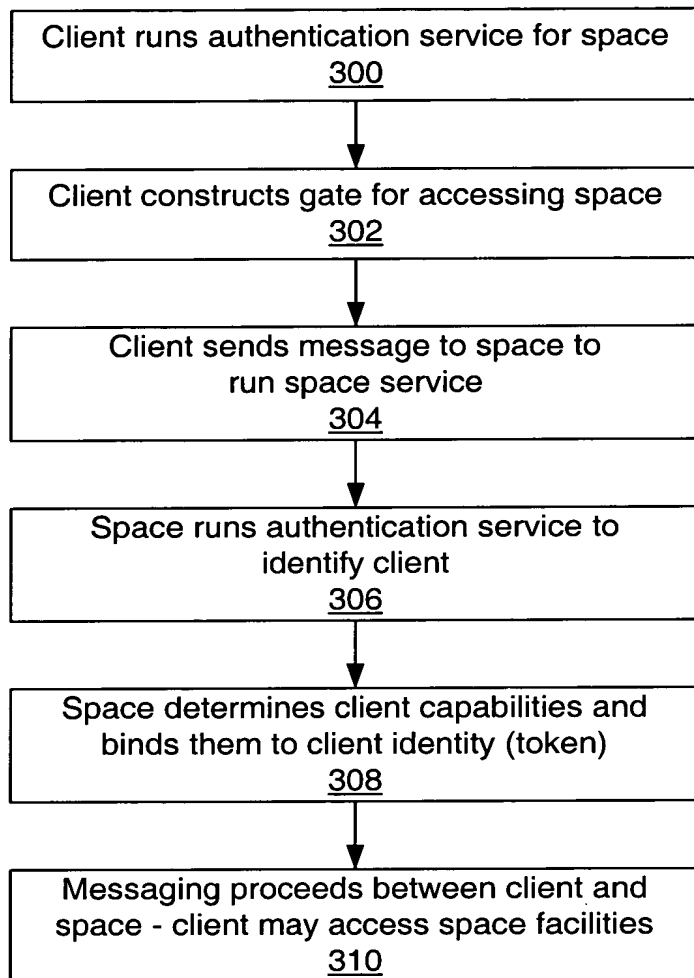 Client runs authentication service for space
300
Client constructs gate for accessing space
302
Client sends message to space to
run space service
304
Space runs authentication service to
identify client
306
Space determines client capabilities and
binds them to client identity (token)
308
Messaging proceeds between client and
space - client may access space facilities
310